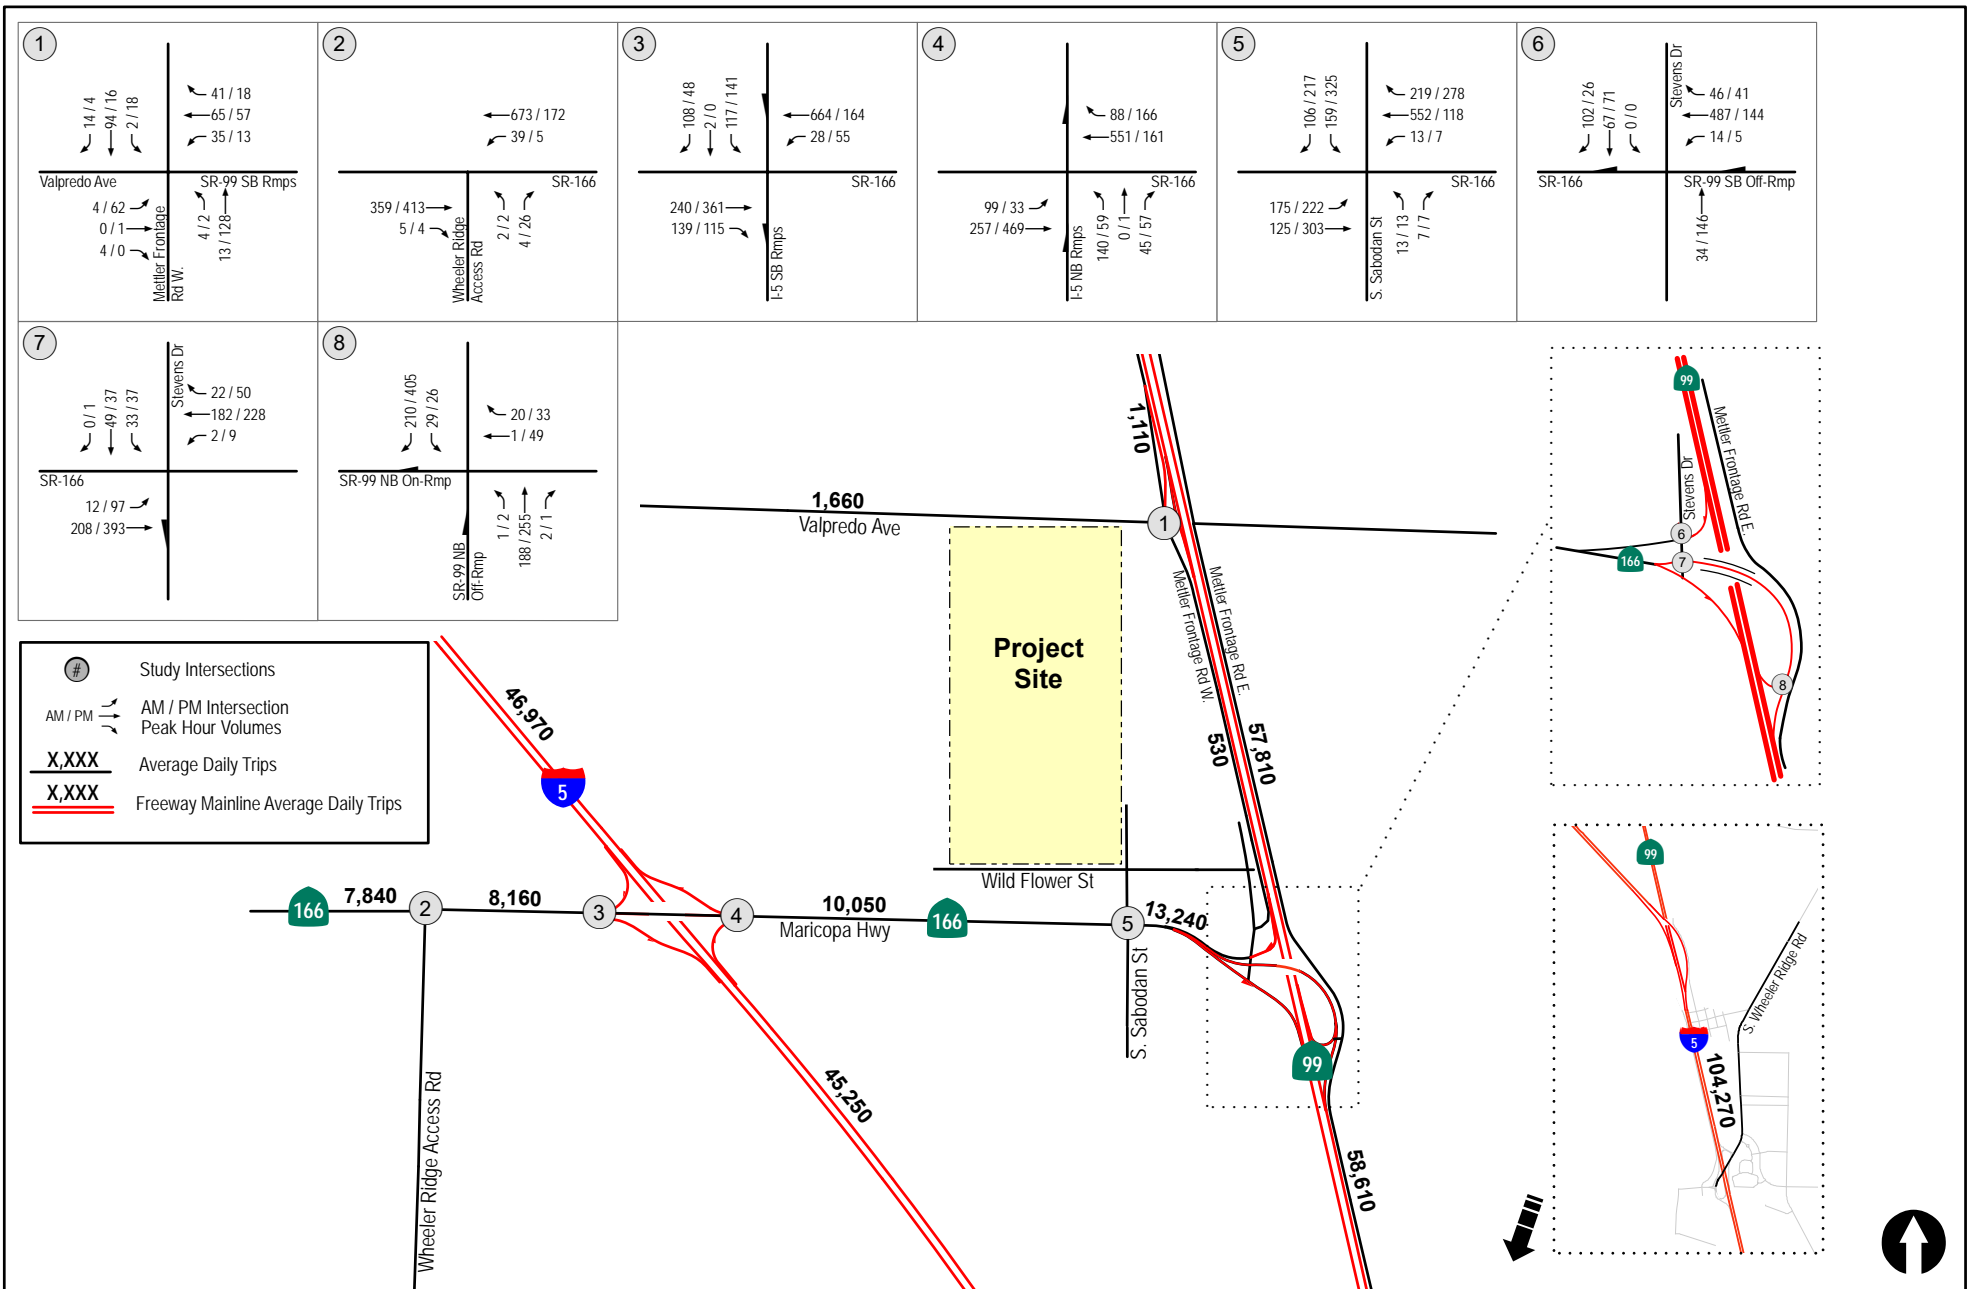 1
14 / 4
94 / 16
2 / 18
41 / 18
65 / 57
35 / 13
Valpredo Ave
SR-99 SB Rmps
4 / 62
0 / 1
4 / 0
Mettler Frontage
Rd W.
4 / 2
13 / 128
2
673 / 172
39 / 5
SR-166
359 / 413
5 / 4
Wheeler Ridge
Access Rd
2 / 2
4 / 26
3
108 / 48
2 / 0
117 / 141
664 / 164
28 / 55
SR-166
240 / 361
139 / 115
I-5 SB Rmps
4
88 / 166
551 / 161
SR-166
99 / 33
257 / 469
I-5 NB Rmps
140 / 59
0 / 1
45 / 57
5
106 / 217
159 / 325
219 / 278
552 / 118
13 / 7
SR-166
175 / 222
125 / 303
S. Sabodan St
13 / 13
7 / 7
6
102 / 26
67 / 71
0 / 0
Stevens Dr
46 / 41
487 / 144
14 / 5
SR-166
SR-99 SB Off-Rmp
34 / 146
7
0 / 1
49 / 37
33 / 37
Stevens Dr
22 / 50
182 / 228
2 / 9
SR-166
12 / 97
208 / 393
8
210 / 405
29 / 26
20 / 33
1 / 49
SR-99 NB On-Rmp
SR-99 NB
Off-Rmp
1 / 2
188 / 255
2 / 1
# Study Intersections
AM / PM
AM / PM Intersection
Peak Hour Volumes
X,XXX Average Daily Trips
X,XXX Freeway Mainline Average Daily Trips
1,110
1,660
Valpredo Ave
1
Project
Site
Mettler Frontage Rd W.
Mettler Frontage Rd E.
530
57,810
46,970
5
Wild Flower St
166
7,840
2
8,160
3
4
10,050
Maricopa Hwy
166
5
13,240
S. Sabodan St
99
45,250
58,610
Wheeler Ridge Access Rd
99
Mettler Frontage Rd E.
Stevens Dr
6
166
7
8
99
S. Wheeler Ridge Rd
5
104,270